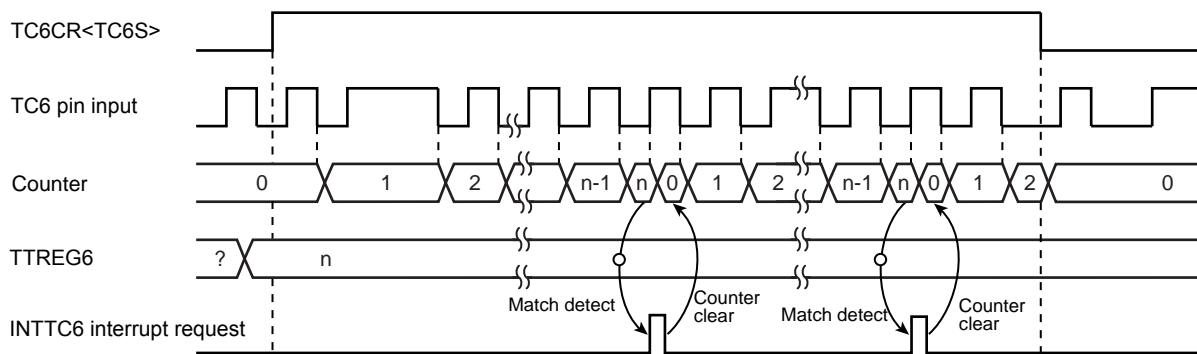 TC6CR<TC6S>
TC6 pin input
Counter
0
1
2
n-1
n
0
1
2
n-1
n
0
1
2
0
TTREG6
?
n
Match detect
Counter
clear
Match detect
Counter
clear
INTTC6 interrupt request